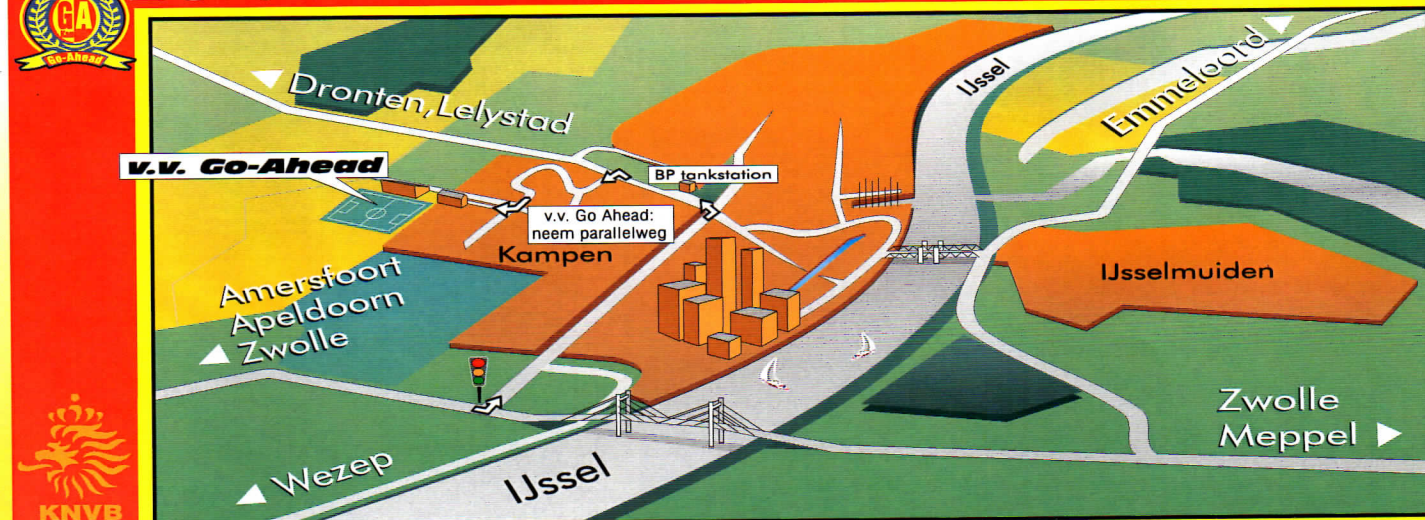 GA
Go-Ahead
IJssel
Emmeloord
Dronten, Lelystad
v.v. Go-Ahead
BP tankstation
v.v. Go Ahead:
neem parallelweg
Kampen
IJsselmuiden
Amersfoort
Apeldoorn
Zwolle
Zwolle
Meppel
Wezep
IJssel
KNVB